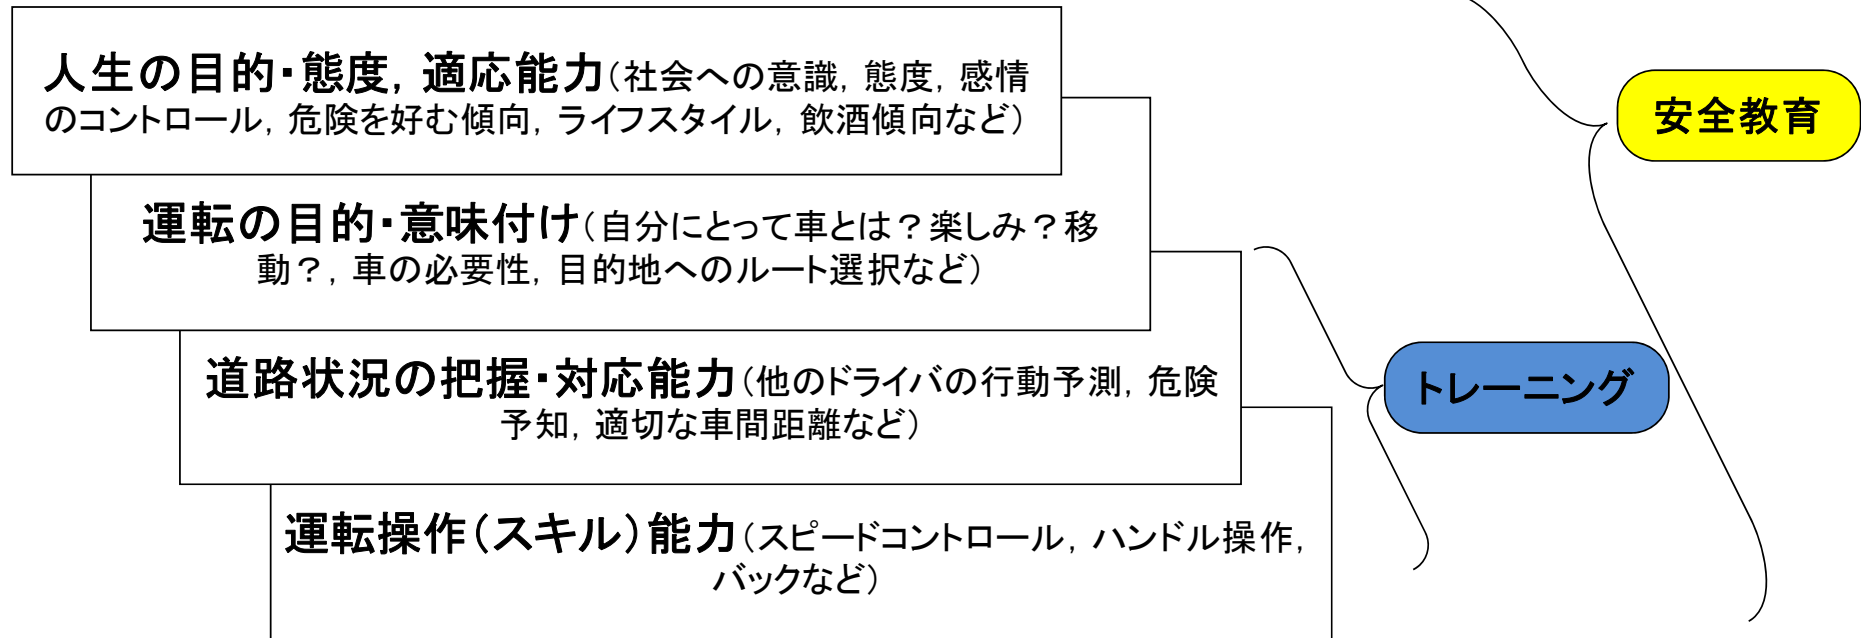 人生の目的・態度，適応能力（社会への意識，態度，感情
のコントロール，危険を好む傾向，ライフスタイル，飲酒傾向など）
安全教育
運転の目的・意味付け（自分にとって車とは？楽しみ？移
動？，車の必要性，目的地へのルート選択など）
道路状況の把握・対応能力（他のドライバの行動予測，危険
予知，適切な車間距離など）
トレーニング
運転操作（スキル）能力（スピードコントロール，ハンドル操作，
バックなど）